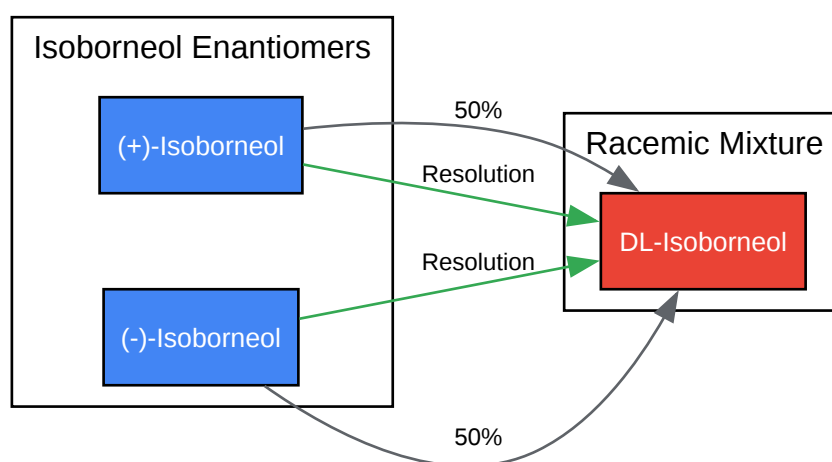 Isoborneol Enantiomers
(+)-Isoborneol
(-)-Isoborneol
50%
Resolution
Resolution
50%
Racemic Mixture
DL-Isoborneol